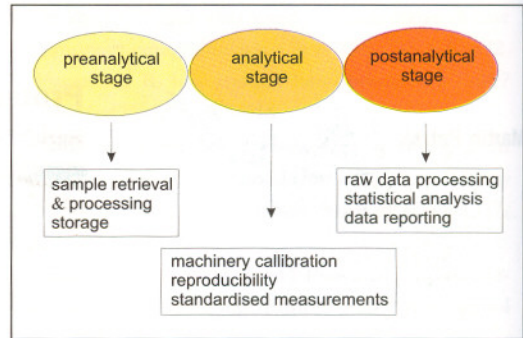 preanalytical
stage
analytical
stage
postanalytical
stage
sample retrieval
& processing
storage
raw data processing
statistical analysis
data reporting
machinery callibration
reproducibility
standardised measurements